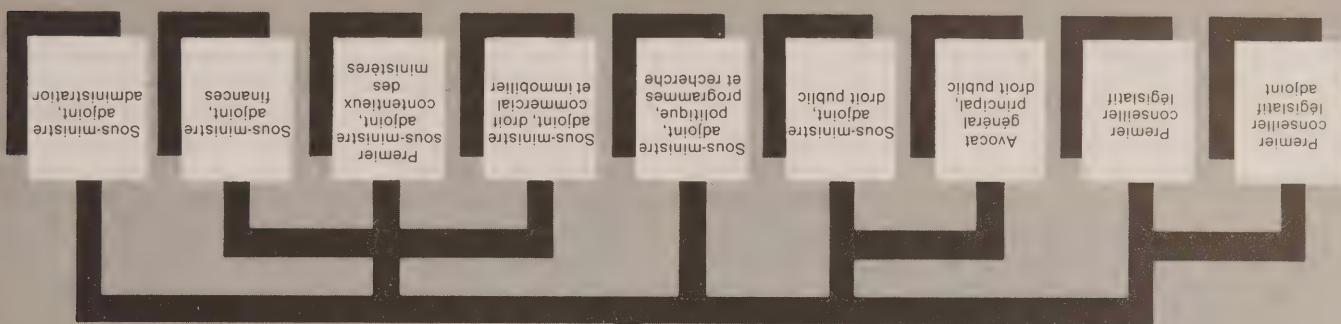 Premier
conseiller
législatif
adjoint
Premier
conseiller
législatif
Avocat
général
principal,
droit public
Sous-ministre
adjoint,
droit public
Sous-ministre
adjoint,
politique,
programmes
et recherche
Sous-ministre
adjoint, droit
commercial
et immobilier
Premier
sous-ministre
adjoint,
contentieux
des
ministères
Sous-ministre
adjoint,
finances
Sous-ministre
adjoint,
administration